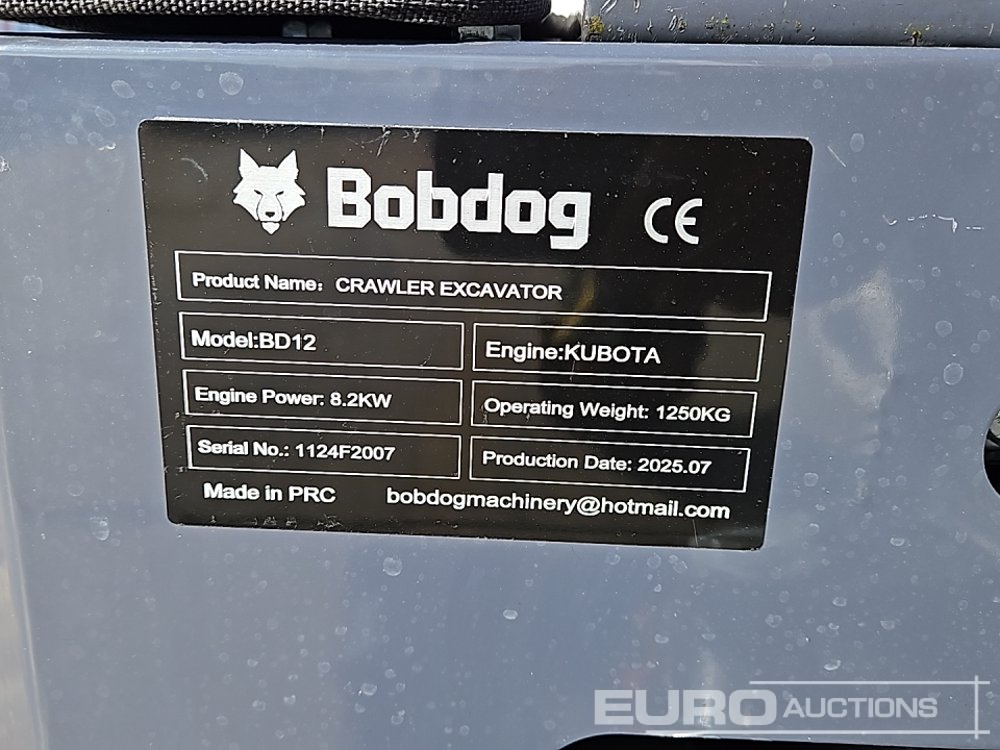 Bobdog CE
Product Name: CRAWLER EXCAVATOR
Model:BD12
Engine:KUBOTA
Engine Power: 8.2KW
Operating Weight: 1250KG
Serial No.: 1124F2007
Production Date: 2025.07
Made in PRC
bobdogmachinery@hotmail.com
EURO AUCTIONS